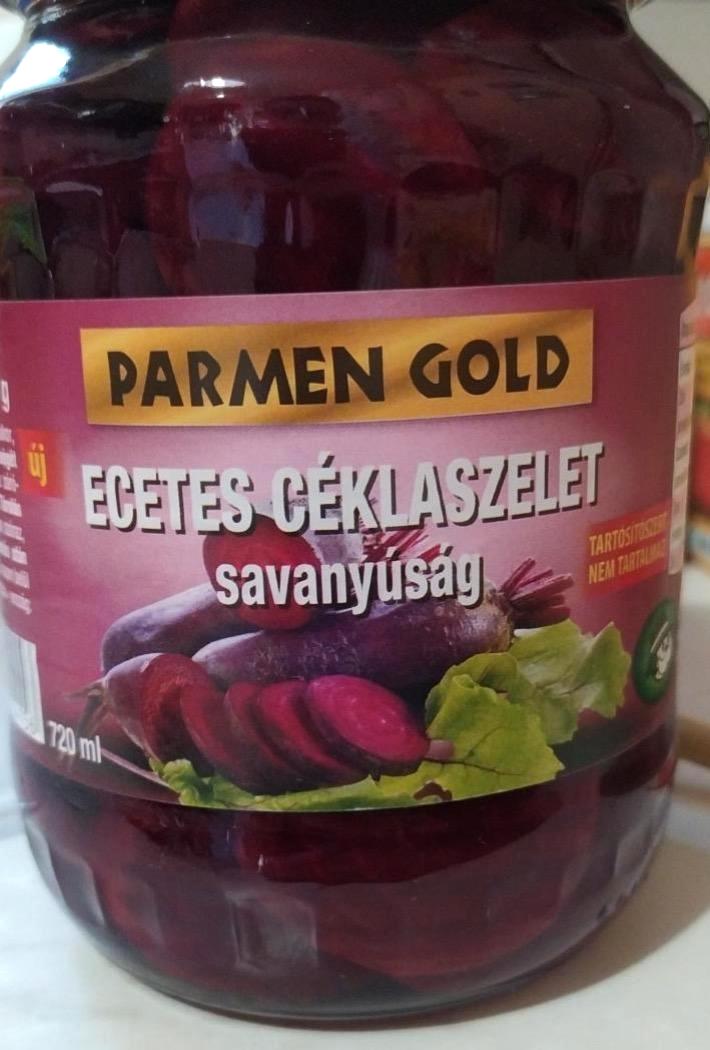 PARMEN GOLD
új
ECETES CÉKLASZELET
savanyúság
TARTÓSÍTÓSZERT
NEM TARTALMAZ
720 ml
g